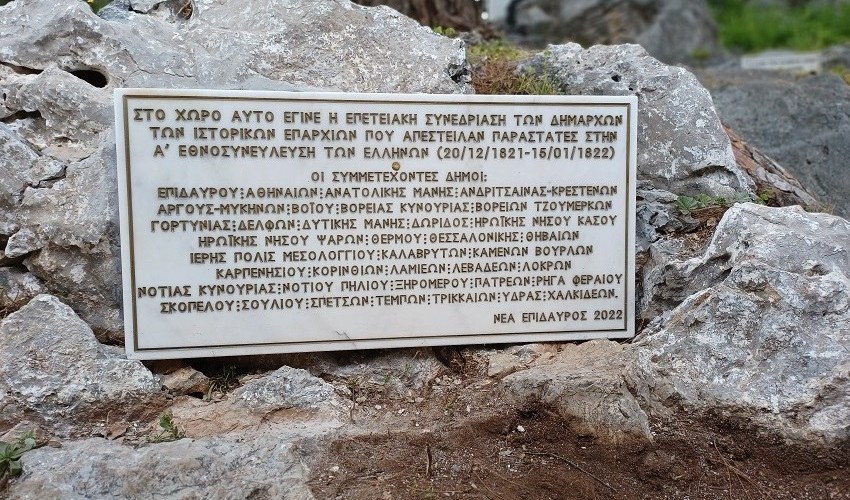 ΣΤΟ ΧΩΡΟ ΑΥΤΟ ΕΓΙΝΕ Η ΕΠΕΤΕΙΑΚΗ ΣΥΝΕΔΡΙΑΣΗ ΤΩΝ ΔΗΜΑΡΧΩΝ
ΤΩΝ ΙΣΤΟΡΙΚΩΝ ΕΠΑΡΧΙΩΝ ΠΟΥ ΑΠΕΣΤΕΙΛΑΝ ΠΑΡΑΣΤΑΤΕΣ ΣΤΗΝ
Α΄ ΕΘΝΟΣΥΝΕΥΛΕΥΣΗ ΤΩΝ ΕΛΛΗΝΩΝ (20/12/1821-15/01/1822)
ΟΙ ΣΥΜΜΕΤΕΧΟΝΤΕΣ ΔΗΜΟΙ:
ΕΠΙΔΑΥΡΟΥ⁝ΑΘΗΝΑΙΩΝ⁝ΑΝΑΤΟΛΙΚΗΣ ΜΑΝΗΣ⁝ΑΝΔΡΙΤΣΑΙΝΑΣ-ΚΡΕΣΤΕΝΩΝ
ΑΡΓΟΥΣ-ΜΥΚΗΝΩΝ⁝ΒΟΪΟΥ⁝ΒΟΡΕΙΑΣ ΚΥΝΟΥΡΙΑΣ⁝ΒΟΡΕΙΩΝ ΤΖΟΥΜΕΡΚΩΝ
ΓΟΡΤΥΝΙΑΣ⁝ΔΕΛΦΩΝ⁝ΔΥΤΙΚΗΣ ΜΑΝΗΣ⁝ΔΩΡΙΔΟΣ⁝ΗΡΩΪΚΗΣ ΝΗΣΟΥ ΚΑΣΟΥ
ΗΡΩΪΚΗΣ ΝΗΣΟΥ ΨΑΡΩΝ⁝ΘΕΡΜΟΥ⁝ΘΕΣΣΑΛΟΝΙΚΗΣ⁝ΘΗΒΑΙΩΝ
ΙΕΡΗΣ ΠΟΛΙΣ ΜΕΣΟΛΟΓΓΙΟΥ⁝ΚΑΛΑΒΡΥΤΩΝ⁝ΚΑΜΕΝΩΝ ΒΟΥΡΛΩΝ
ΚΑΡΠΕΝΗΣΙΟΥ⁝ΚΟΡΙΝΘΙΩΝ⁝ΛΑΜΙΕΩΝ⁝ΛΕΒΑΔΕΩΝ⁝ΛΟΚΡΩΝ
ΝΟΤΙΑΣ ΚΥΝΟΥΡΙΑΣ⁝ΝΟΤΙΟΥ ΠΗΛΙΟΥ⁝ΞΗΡΟΜΕΡΟΥ⁝ΠΑΤΡΕΩΝ⁝ΡΗΓΑ ΦΕΡΑΙΟΥ
ΣΚΟΠΕΛΟΥ⁝ΣΟΥΛΙΟΥ⁝ΣΠΕΤΣΩΝ⁝ΤΕΜΠΩΝ⁝ΤΡΙΚΚΑΙΩΝ⁝ΥΔΡΑΣ⁝ΧΑΛΚΙΔΕΩΝ.
ΝΕΑ ΕΠΙΔΑΥΡΟΣ 2022